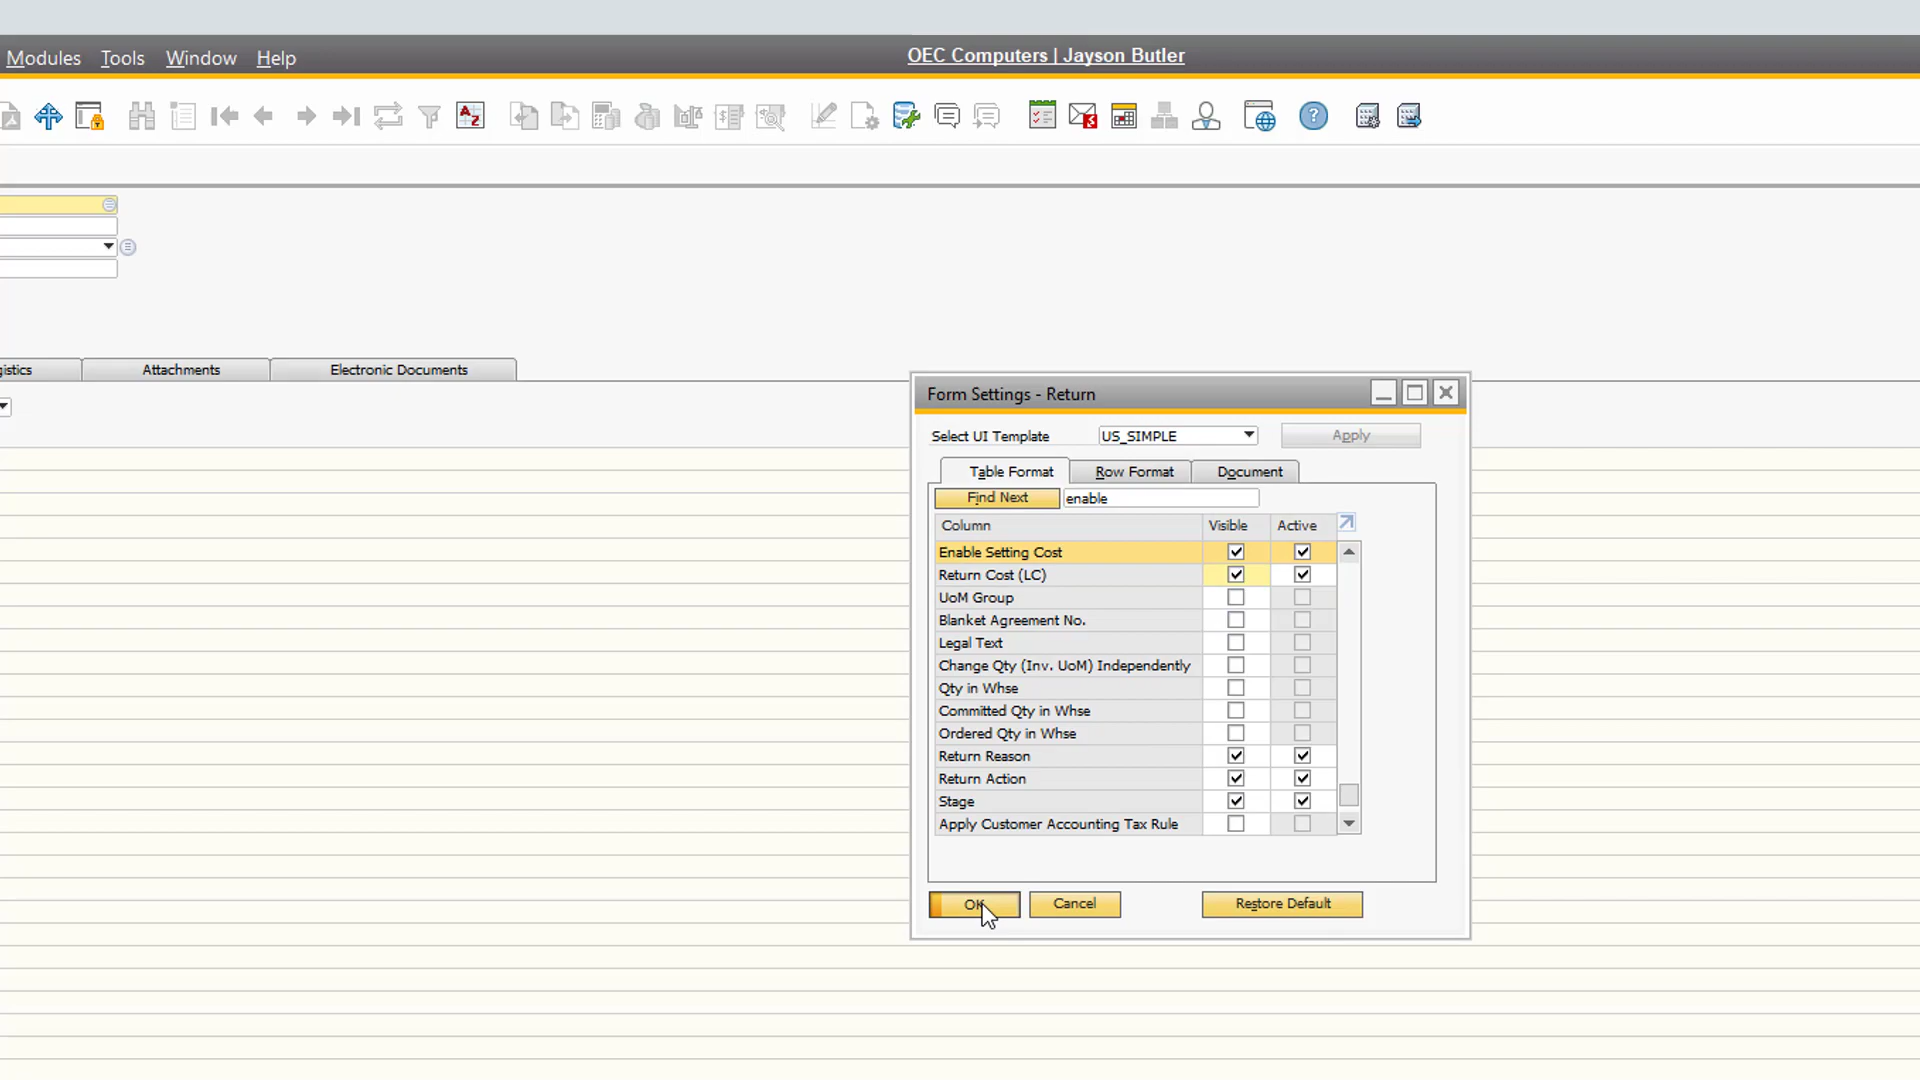 Modules Tools Window Help
OEC Computers | Jayson Butler
gistics Attachments Electronic Documents
Form Settings - Return
Select UI Template US_SIMPLE Apply
Table Format Row Format Document
Find Next enable
Column Visible Active
Enable Setting Cost
Return Cost (LC)
UoM Group
Blanket Agreement No.
Legal Text
Change Qty (Inv. UoM) Independently
Qty in Whse
Committed Qty in Whse
Ordered Qty in Whse
Return Reason
Return Action
Stage
Apply Customer Accounting Tax Rule
OK Cancel Restore Default